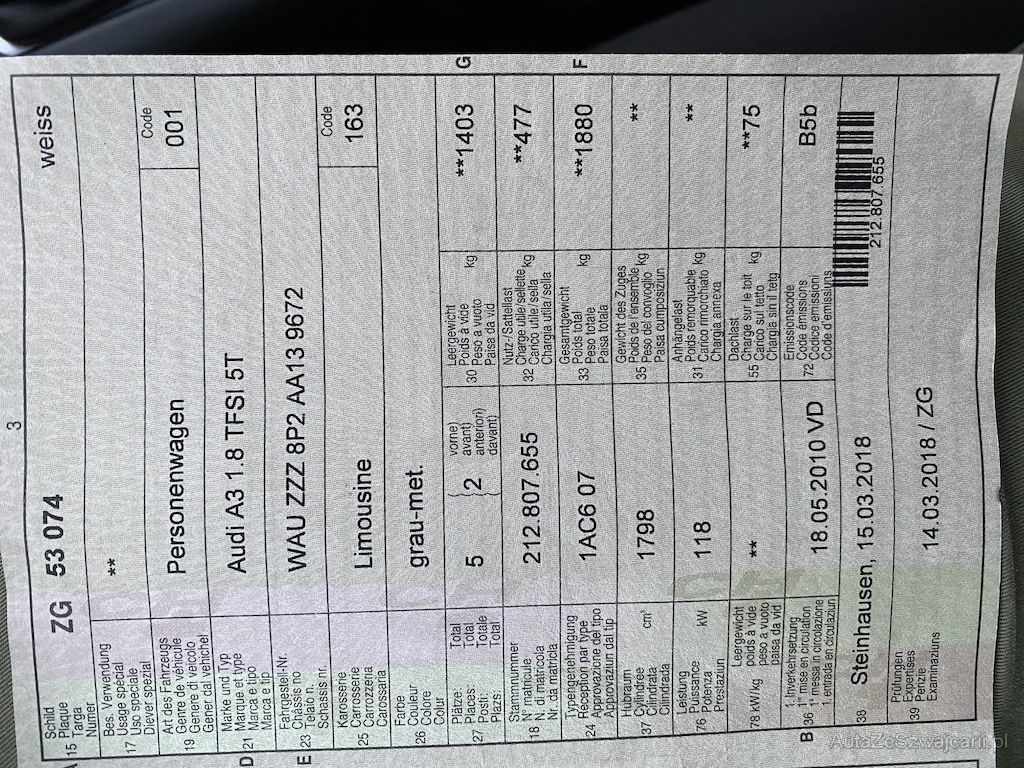 3
15 Schild
Plaque
Targa
Numer
ZG 53 074
weiss
17 Bes. Verwendung
Usage spécial
Uso speciale
Diever spezial
**
19 Art des Fahrzeugs
Genre de véhicule
Genere di veicolo
Gener dal vehichel
Personenwagen
Code
001
D 21 Marke und Typ
Marque et type
Marca e tipo
Marca e tip
Audi A3 1.8 TFSI 5T
E 23 Fahrgestell-Nr.
Châssis no
Telaio n.
Schassis nr.
WAU ZZZ 8P2 AA13 9672
25 Karosserie
Carrosserie
Carrozzeria
Carossaria
Limousine
Code
163
26 Farbe
Couleur
Colore
Colur
grau-met.
27 Plätze: Total
Places: Total
Posti: Totale
Plazs: Total
5 2
vorne)
avant)
anteriori)
davant)
30 Leergewicht
Poids à vide
Peso a vuoto
Paisa da vid
kg
**1403
G
18 Stammnummer
N° matricule
N. di matricola
Nr. da matricla
212.807.655
32 Nutz-/Sattellast
Charge utile/sellette
Carico utile/sella
Chargia utila/sella
kg
**477
24 Typengenehmigung
Réception par type
Approvazione del tipo
Approvaziun dal tip
1AC6 07
33 Gesamtgewicht
Poids total
Peso totale
Paisa totala
kg
**1880
F
37 Hubraum
Cylindrée
Cilindrata
Cilindrada
cm³
1798
35 Gewicht des Zuges
Poids de l'ensemble
Peso del convoglio
Paisa cumposiziun
kg
**
76 Leistung
Puissance
Potenza
Prestaziun
kW
118
31 Anhängelast
Poids remorquable
Carico rimorchiato
Chargia annexa
kg
**
78 kW/kg Leergewicht
poids à vide
peso a vuoto
paisa da vid
**
55 Dachlast
Charge sur le toit
Carico sul tetto
Chargia sin il tetg
kg
**75
B 36 1. Inverkehrsetzung
1re mise en circulation
1. messa in circolazione
1. entrada en circulaziun
18.05.2010 VD
72 Emissionscode
Code émissions
Codice emissioni
Code d'emissiuns
B5b
38
Steinhausen, 15.03.2018
212.807.655
39 Prüfungen
Expertises
Perizie
Examinaziuns
14.03.2018 / ZG
AutaZeSzwajcarii.pl